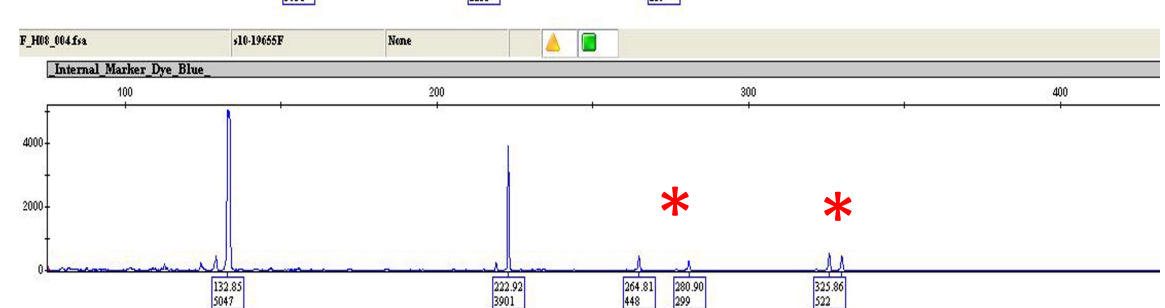 F_H08_004.fsa s10-19655F None
_Internal_Marker_Dye_Blue_
100 200 300 400
4000
2000
0
* *
132.85 222.92 264.81 280.90 325.86
5047 3901 448 299 522